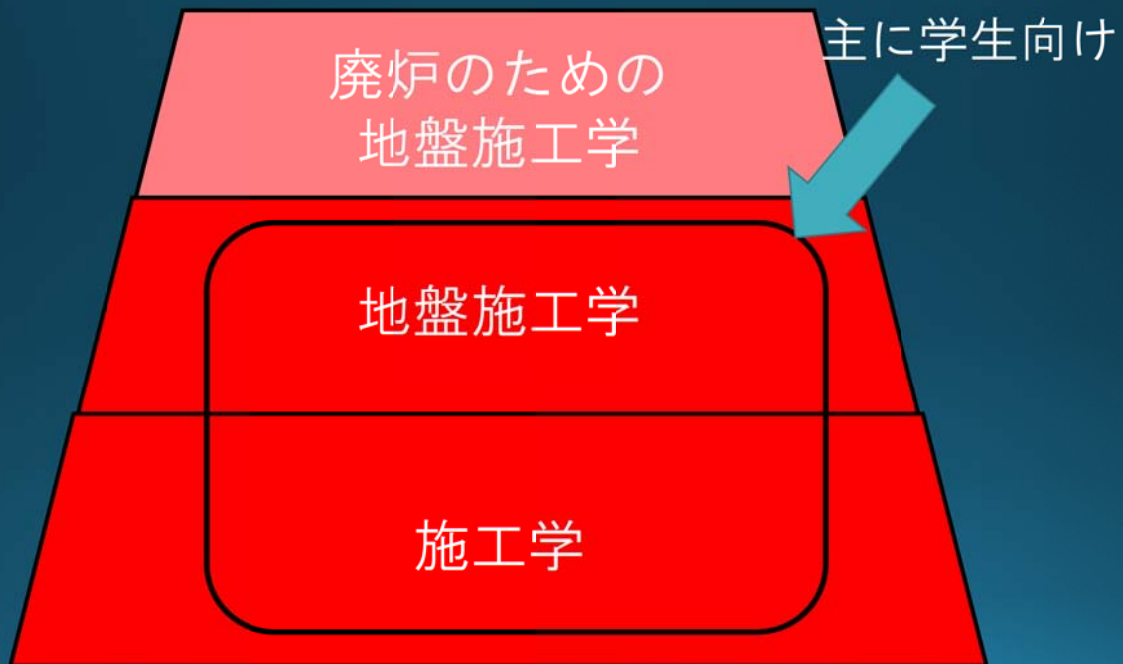 主に学生向け
廃炉のための
地盤施工学
地盤施工学
施工学